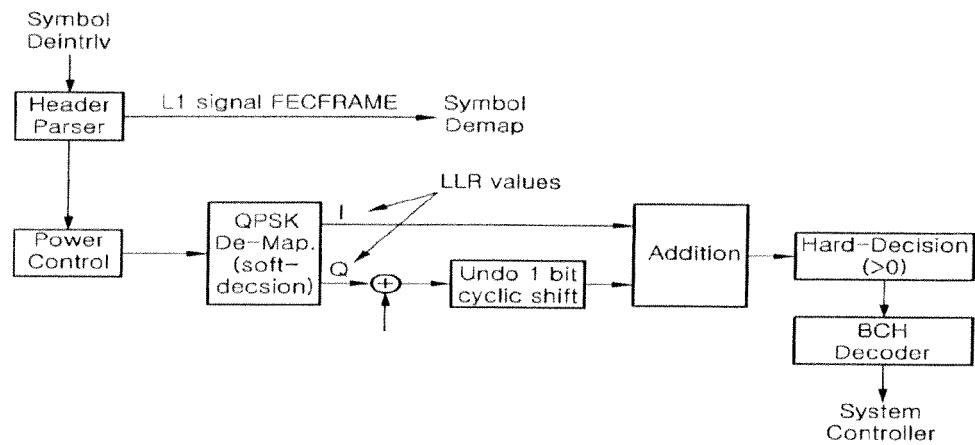 Symbol
Deintrlv
Header
Parser
L1 signal FECFRAME
Symbol
Demap
LLR values
Power
Control
QPSK
De-Map.
(soft-
decsion)
I
Q
+
Undo 1 bit
cyclic shift
Addition
Hard-Decision
(>0)
BCH
Decoder
System
Controller